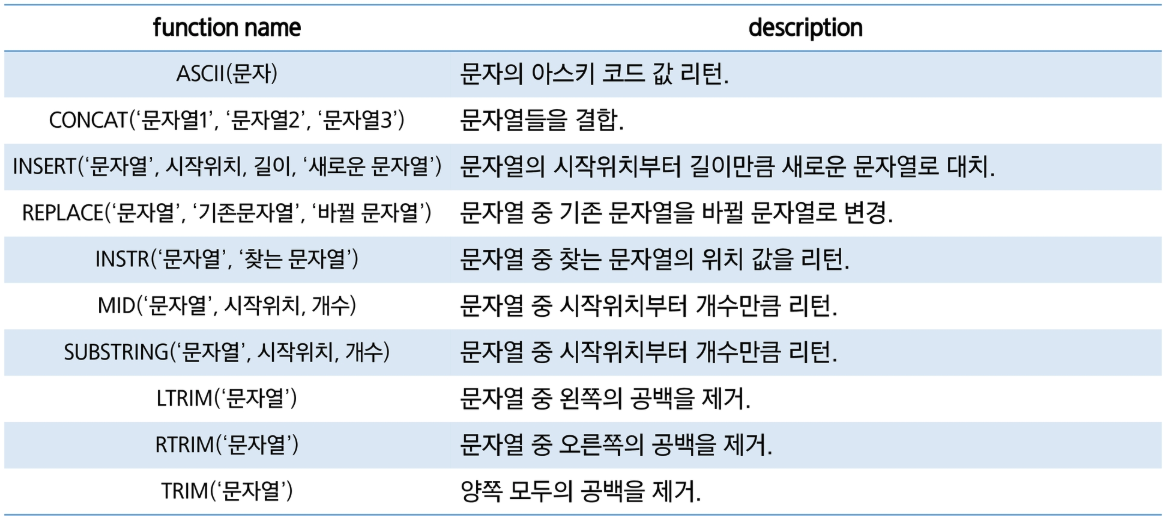 function name description
ASCII(문자) 문자의 아스키 코드 값 리턴.
CONCAT(‘문자열1’, ‘문자열2’, ‘문자열3’) 문자열들을 결합.
INSERT(‘문자열’, 시작위치, 길이, ‘새로운 문자열’) 문자열의 시작위치부터 길이만큼 새로운 문자열로 대치.
REPLACE(‘문자열’, ‘기존문자열’, ‘바뀔 문자열’) 문자열 중 기존 문자열을 바뀔 문자열로 변경.
INSTR(‘문자열’, ‘찾는 문자열’) 문자열 중 찾는 문자열의 위치 값을 리턴.
MID(‘문자열’, 시작위치, 개수) 문자열 중 시작위치부터 개수만큼 리턴.
SUBSTRING(‘문자열’, 시작위치, 개수) 문자열 중 시작위치부터 개수만큼 리턴.
LTRIM(‘문자열’) 문자열 중 왼쪽의 공백을 제거.
RTRIM(‘문자열’) 문자열 중 오른쪽의 공백을 제거.
TRIM(‘문자열’) 양쪽 모두의 공백을 제거.